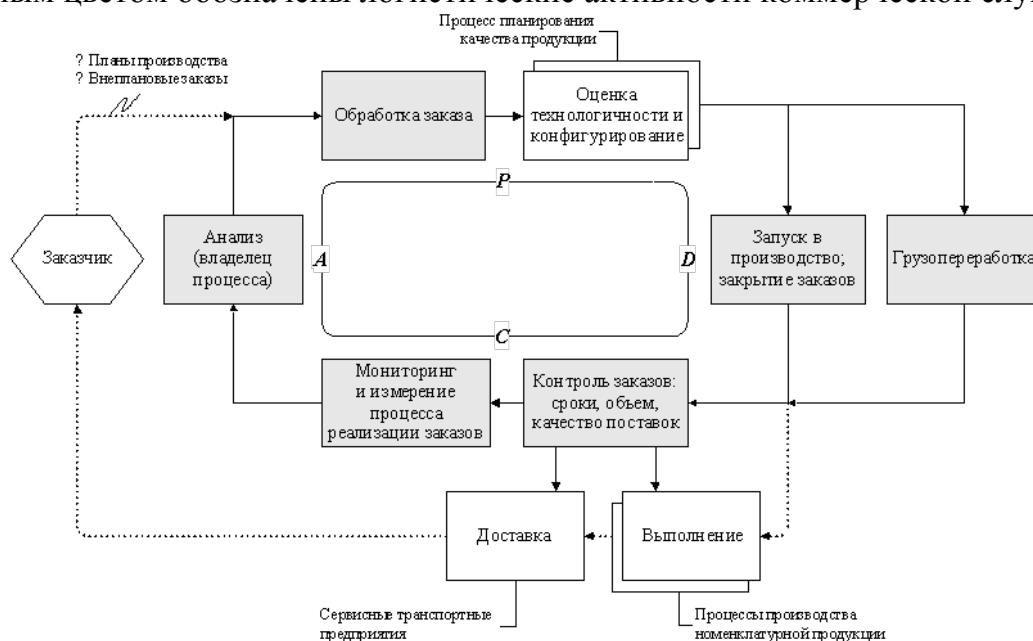 цветом обозначены логистические активности коммерческой
Процесс планирования
качества продукции
? Планы производства
? Внеплановые заказы
Обработка заказа
Оценка
технологичности и
конфигурирование
P
Заказчик
Анализ
(владелец
процесса)
A
D
Запуск в
производство;
закрытие заказов
Грузопереработка
C
Мониторинг
и измерение
процесса
реализации заказов
Контроль заказов:
сроки, объем,
качество поставок
Доставка
Выполнение
Сервисные транспортные
предприятия
Процессы производства
номенклатурной продукции